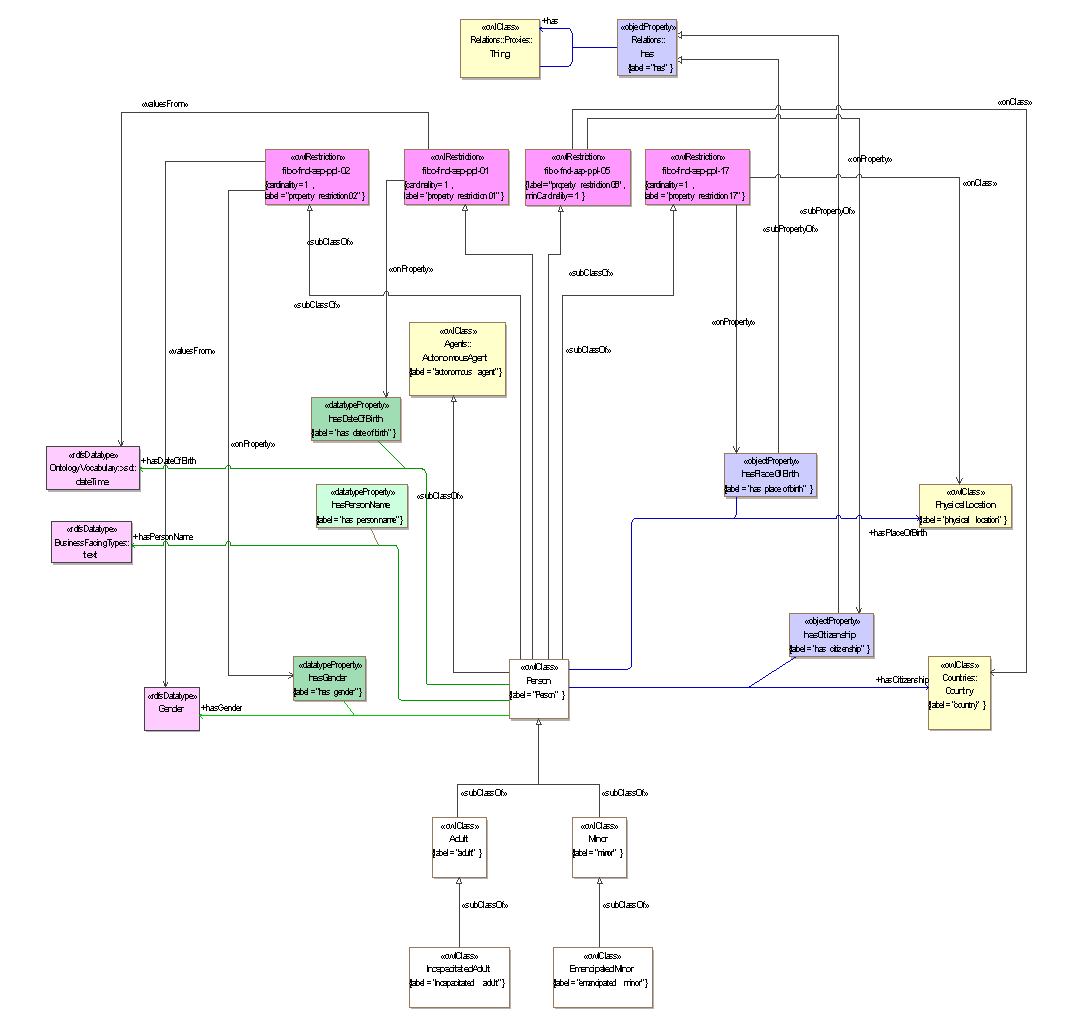 «owlClass»
Relations::Proxies::
Thing
+has
«objectProperty»
Relations::
has
{label = "has" }
«valuesFrom»
«onClass»
«owlRestriction»
fibo-fnd-aap-ppl-02
{cardinality = 1 ,
label = "property restriction 02" }
«owlRestriction»
fibo-fnd-aap-ppl-01
{cardinality = 1 ,
label = "property restriction 01" }
«owlRestriction»
fibo-fnd-aap-ppl-05
{label="property restriction 05" ,
minCardinality = 1 }
«owlRestriction»
fibo-fnd-aap-ppl-17
{cardinality = 1 ,
label = "property restriction 17" }
«onProperty»
«onClass»
«subPropertyOf»
«subPropertyOf»
«subClassOf»
«onProperty»
«subClassOf»
«subClassOf»
«onProperty»
«valuesFrom»
«subClassOf»
«owlClass»
Agents::
AutonomousAgent
{label = "autonomous agent" }
«datatypeProperty»
hasDateOfBirth
{label = "has date of birth" }
«onProperty»
«rdfsDatatype»
Ontology Vocabulary::xsd::
dateTime
+hasDateOfBirth
«objectProperty»
hasPlaceOfBirth
{label = "has place of birth" }
«datatypeProperty»
hasPersonName
{label = "has person name" }
«subClassOf»
«owlClass»
PhysicalLocation
{label = "physical location" }
«rdfsDatatype»
BusinessFacingTypes::
text
+hasPersonName
+hasPlaceOfBirth
«objectProperty»
hasCitizenship
{label = "has citizenship" }
«datatypeProperty»
hasGender
{label = "has gender" }
«owlClass»
Person
{label = "Person" }
+hasCitizenship
«owlClass»
Countries::
Country
{label = "country" }
«rdfsDatatype»
Gender
+hasGender
«subClassOf»
«subClassOf»
«owlClass»
Adult
{label = "adult" }
«owlClass»
Minor
{label = "minor" }
«subClassOf»
«subClassOf»
«owlClass»
IncapacitatedAdult
{label = "incapacitated adult" }
«owlClass»
EmancipatedMinor
{label = "emancipated minor" }